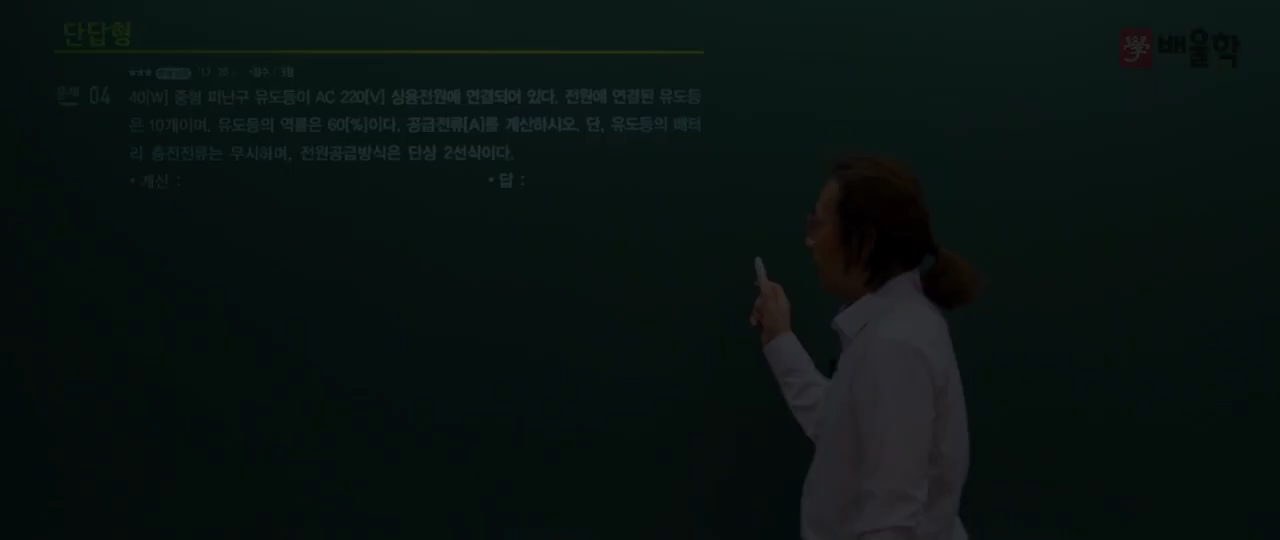 단답형
배울학
문제 04 40[W] 중형 피난구 유도등이 AC 220[V] 상용전원에 연결되어 있다. 전원에 연결된 유도등
은 10개이며, 유도등의 역률은 60[%]이다. 공급전류[A]를 계산하시오. 단, 유도등의 배터
리 충전전류는 무시하며, 전원공급방식은 단상 2선식이다.
• 계산 : • 답 :